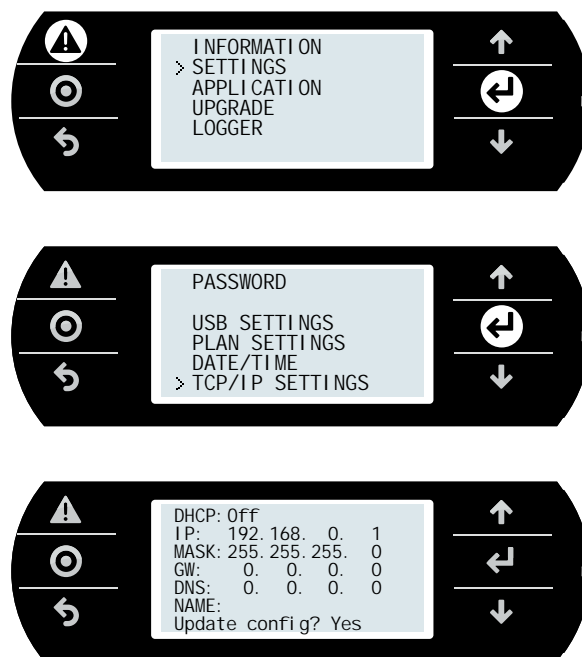 INFORMATION
> SETTINGS
APPLICATION
UPGRADE
LOGGER
PASSWORD
USB SETTINGS
PLAN SETTINGS
DATE/TIME
> TCP/IP SETTINGS
DHCP: Off
IP: 192.168. 0. 1
MASK: 255.255.255. 0
GW: 0. 0. 0. 0
DNS: 0. 0. 0. 0
NAME:
Update config? Yes